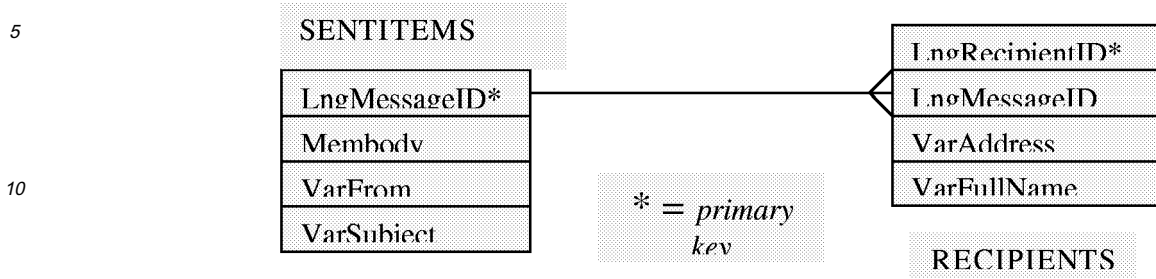 5
SENTITEMS
LngMessageID*
Membody
VarFrom
VarSubject
LngRecipientID*
LngMessageID
VarAddress
VarFullName
10
* = primary
key
RECIPIENTS